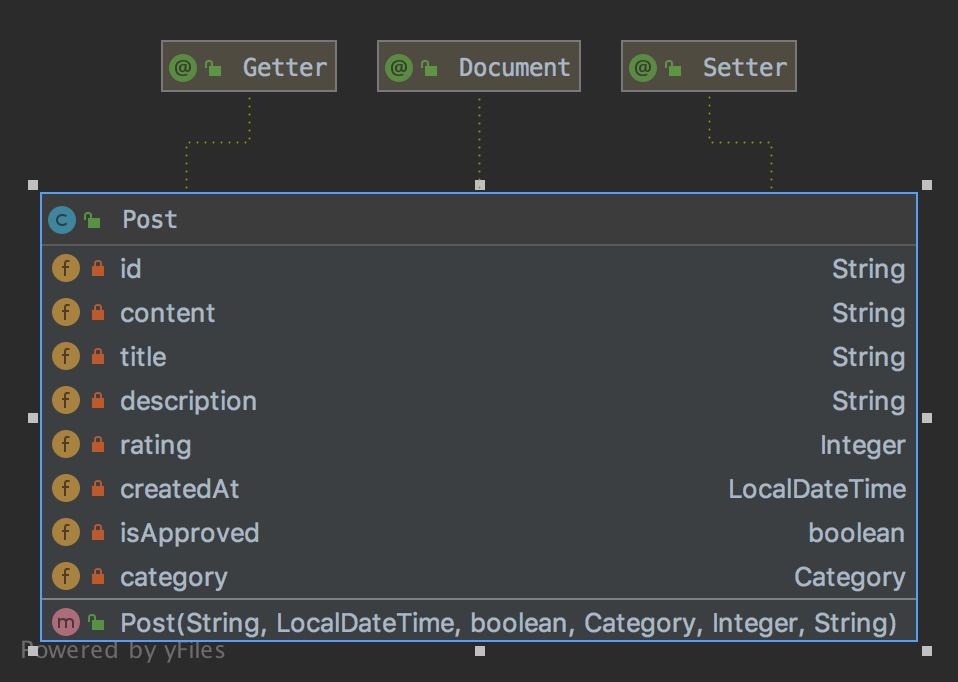 @ Getter @ Document @ Setter
C Post
f id String
f content String
f title String
f description String
f rating Integer
f createdAt LocalDateTime
f isApproved boolean
f category Category
m Post(String, LocalDateTime, boolean, Category, Integer, String)
Powered by yFiles